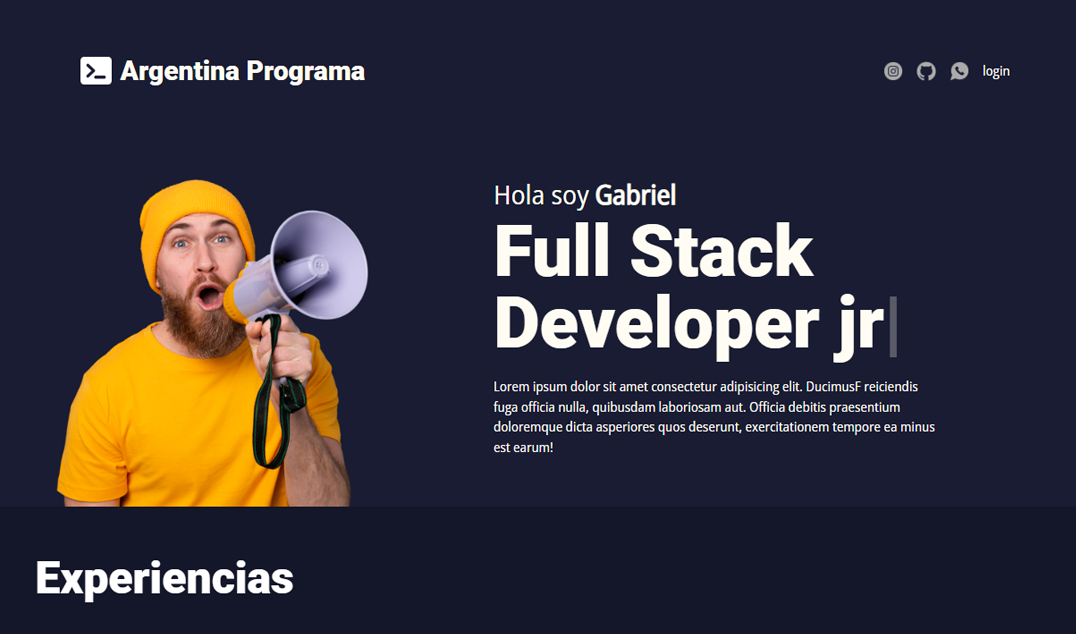 Argentina Programa
login
Hola soy Gabriel
Full Stack
Developer jr
Lorem ipsum dolor sit amet consectetur adipisicing elit. DucimusF reiciendis
fuga officia nulla, quibusdam laboriosam aut. Officia debitis praesentium
doloremque dicta asperiores quos deserunt, exercitationem tempore ea minus
est earum!
Experiencias